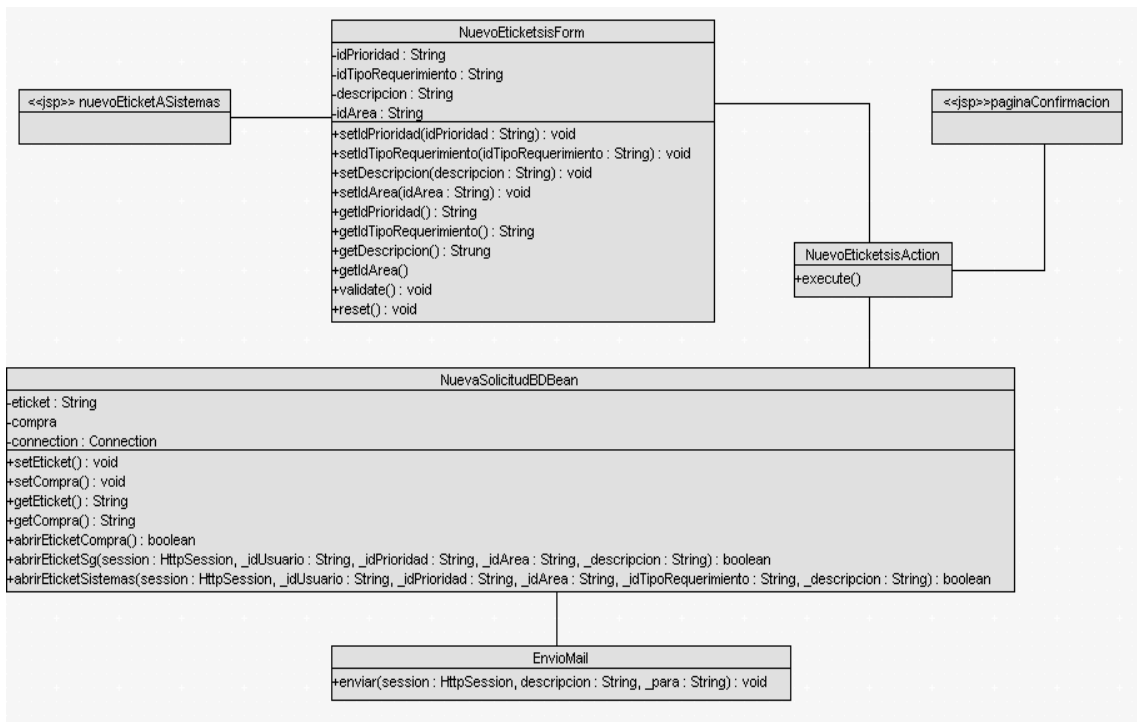 NuevoEticketsisForm
-idPrioridad : String
-idTipoRequerimiento : String
-descripcion : String
-idArea : String
+setIdPrioridad(idPrioridad : String) : void
+setIdTipoRequerimiento(idTipoRequerimiento : String) : void
+setDescripcion(descripcion : String) : void
+setIdArea(idArea : String) : void
+getIdPrioridad() : String
+getIdTipoRequerimiento() : String
+getDescripcion() : Strung
+getIdArea()
+validate() : void
+reset() : void
<<jsp>> nuevoEticketASistemas
<<jsp>>paginaConfirmacion
NuevoEticketsisAction
+execute()
NuevaSolicitudBDBean
-eticket : String
-compra
-connection : Connection
+setEticket() : void
+setCompra() : void
+getEticket() : String
+getCompra() : String
+abrirEticketCompra() : boolean
+abrirEticketSg(session : HttpSession, _idUsuario : String, _idPrioridad : String, _idArea : String, _descripcion : String) : boolean
+abrirEticketSistemas(session : HttpSession, _idUsuario : String, _idPrioridad : String, _idArea : String, _idTipoRequerimiento : String, _descripcion : String) : boolean
EnvioMail
+enviar(session : HttpSession, descripcion : String, _para : String) : void